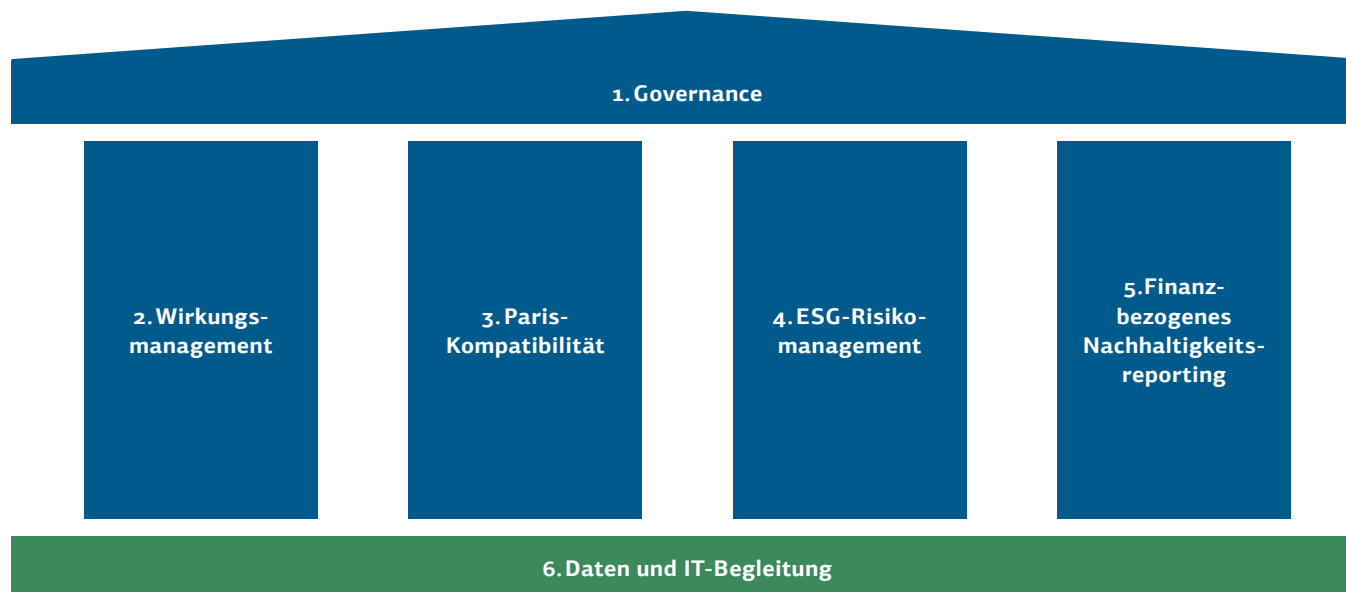 1. Governance
2. Wirkungs-
management
3. Paris-
Kompatibilität
4. ESG-Risiko-
management
5.Finanz-
bezogenes
Nachhaltigkeits-
reporting
6. Daten und IT-Begleitung